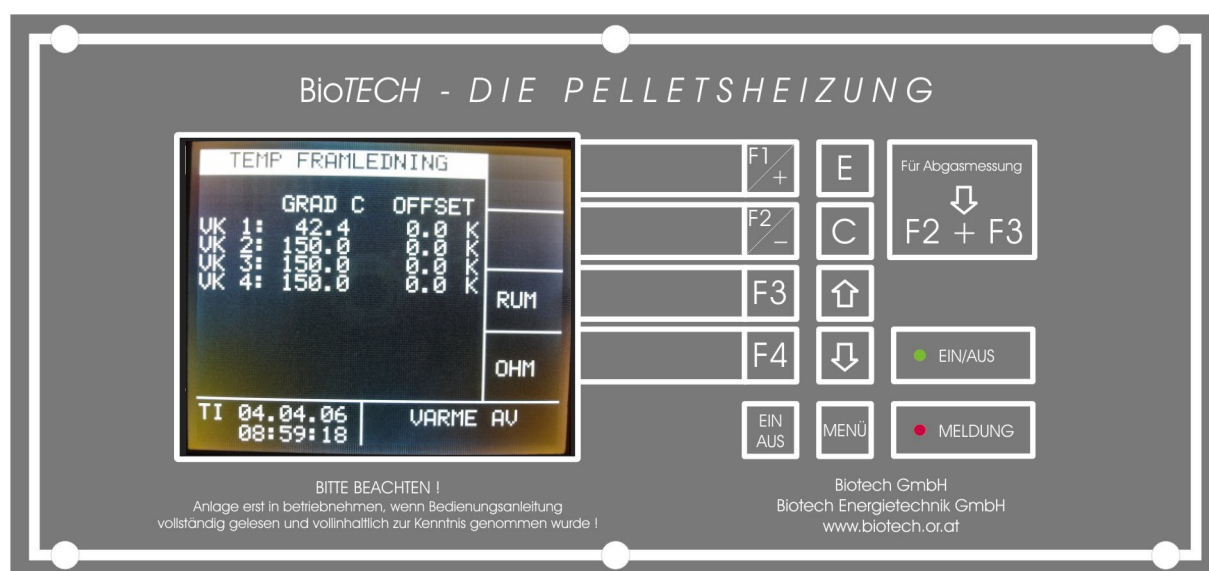 BioTECH - DIE PELLETSHEIZUNG
TEMP FRAMLEDNING
GRAD C OFFSET
VK 1: 42.4 0.0 K
VK 2: 150.0 0.0 K
VK 3: 150.0 0.0 K
VK 4: 150.0 0.0 K
RUM
OHM
TI 04.04.06
08:59:18
VARME AV
F1/+
F2/-
F3
F4
E
C
⇧
⇩
EIN
AUS
MENÜ
Für Abgasmessung
⇩
F2 + F3
EIN/AUS
MELDUNG
BITTE BEACHTEN !
Anlage erst in betriebnehmen, wenn Bedienungsanleitung
vollständig gelesen und vollinhaltlich zur Kenntnis genommen wurde !
Biotech GmbH
Biotech Energietechnik GmbH
www.biotech.or.at